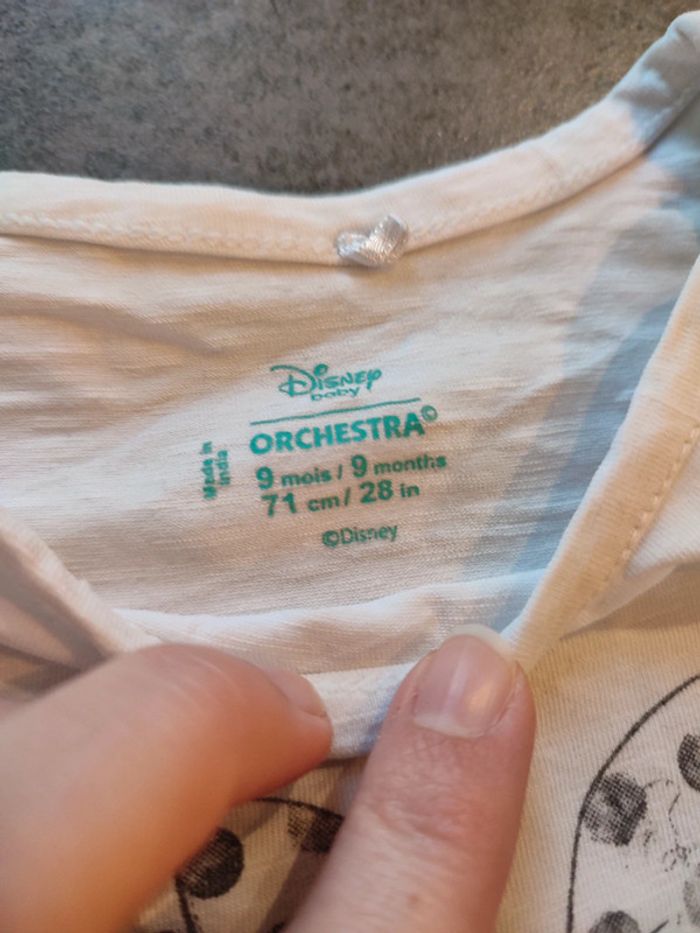 Disney
baby
ORCHESTRA©
9 mois / 9 months
71 cm / 28 in
©Disney
Made in
India